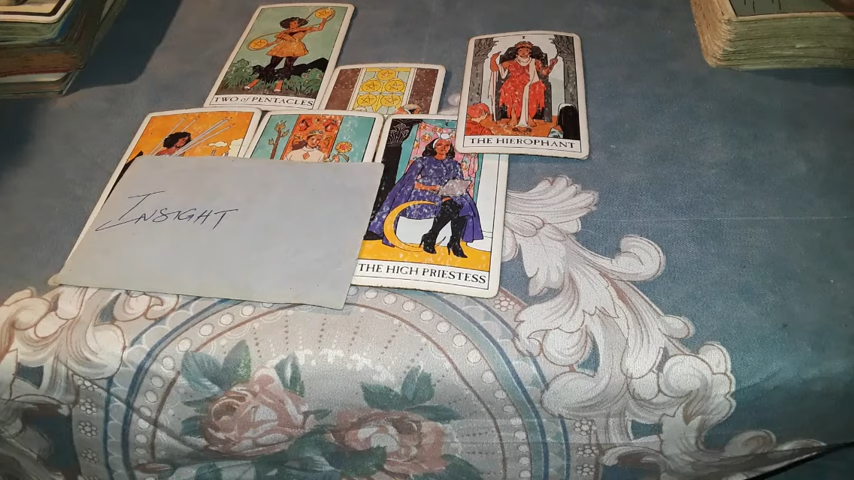 TWO of PENTACLES
V
THE HIEROPHANT
INSIGHT
THE HIGH PRIESTESS